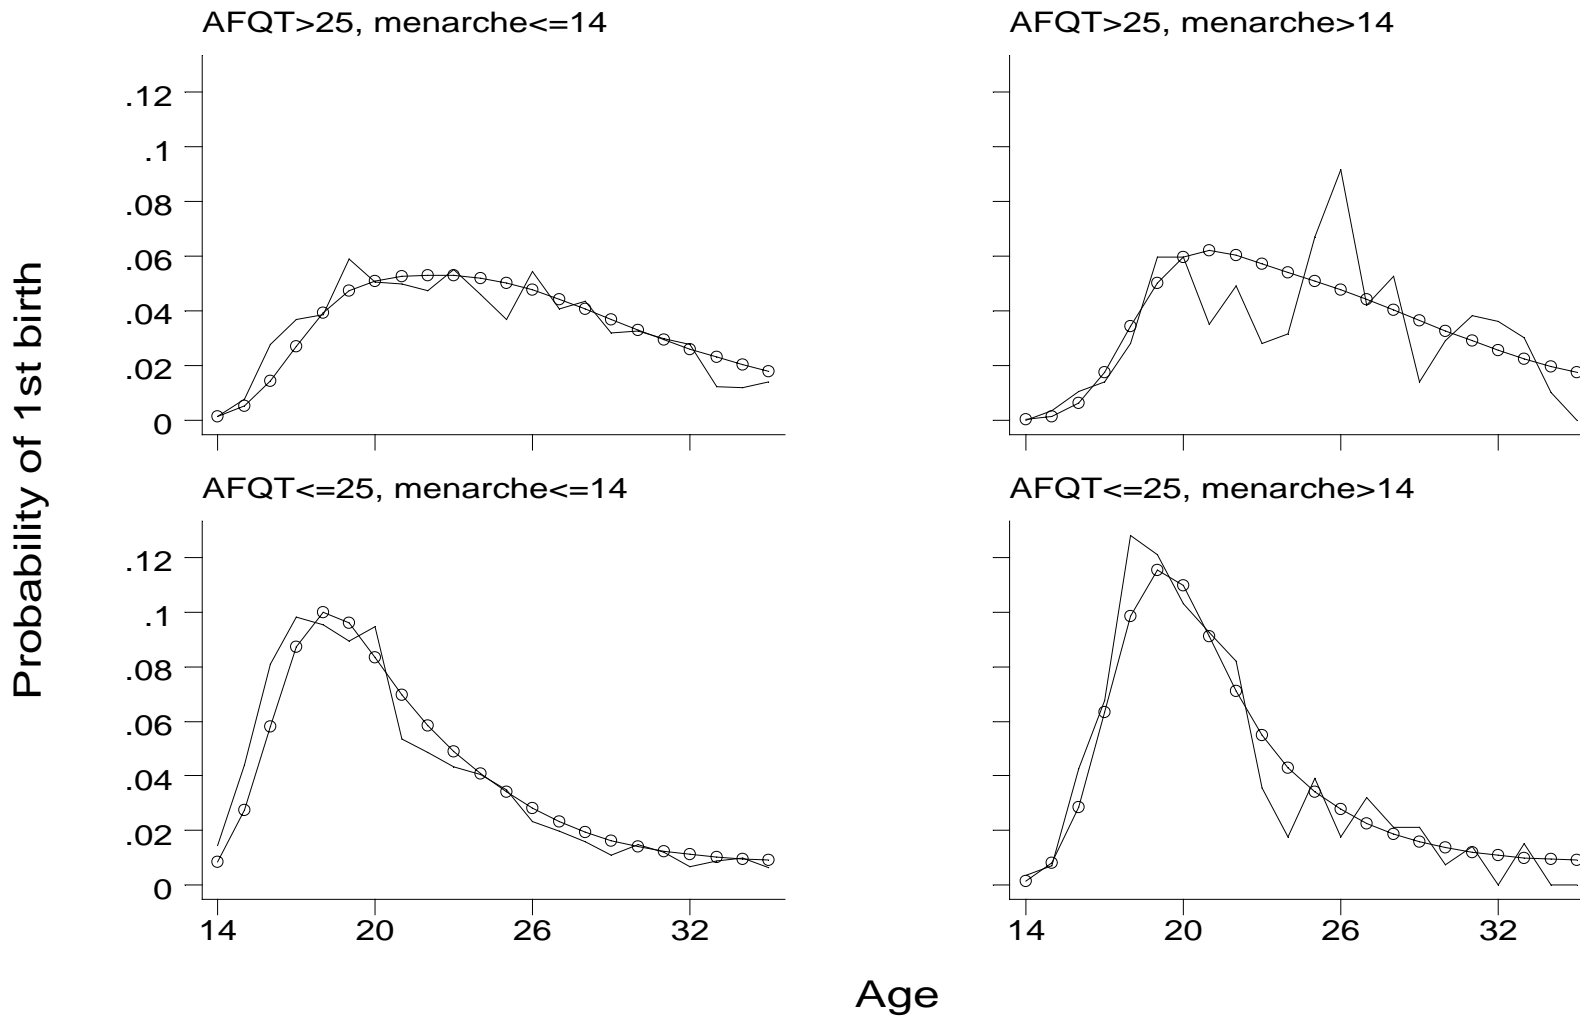 AFQT>25, menarche<=14
AFQT>25, menarche>14
.12
.1
.08
.06
.04
.02
0
AFQT<=25, menarche<=14
AFQT<=25, menarche>14
.12
.1
.08
.06
.04
.02
0
14 20 26 32
14 20 26 32
Probability of 1st birth
Age